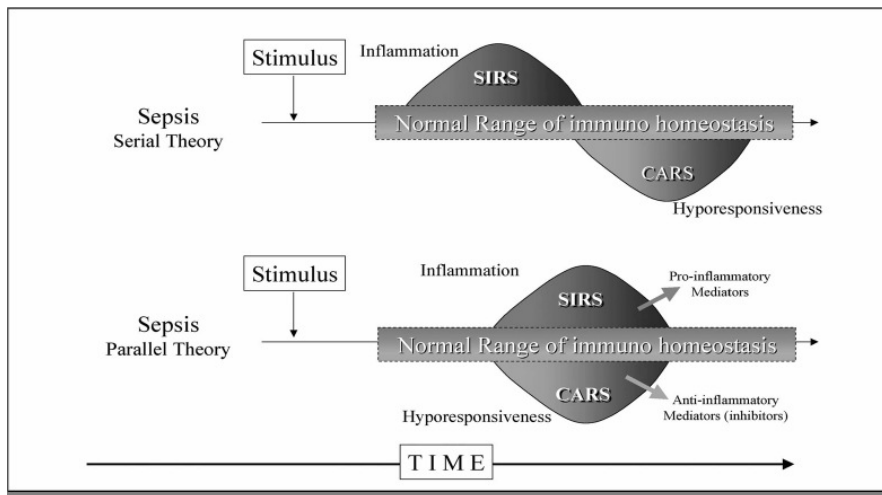 Stimulus
Inflammation
SIRS
Sepsis
Serial Theory
Normal Range of immuno homeostasis
CARS
Hyporesponsiveness
Stimulus
Inflammation
Pro-inflammatory
Mediators
SIRS
Sepsis
Parallel Theory
Normal Range of immuno homeostasis
CARS
Anti-inflammatory
Mediators (inhibitors)
Hyporesponsiveness
TIME